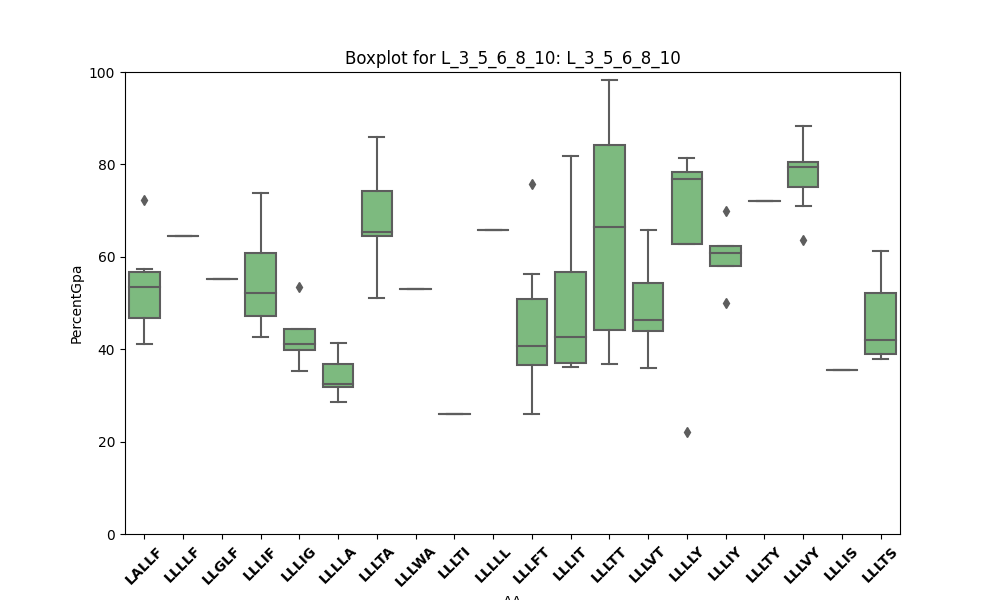 Boxplot for L_3_5_6_8_10: L_3_5_6_8_10
100
80
60
40
20
0
PercentGpa
LALLF LLLLF LLGLF LLLIF LLLIG LLLLA LLLTA LLLWA LLLTI LLLLL LLLFT LLLIT LLLTT LLLVT LLLLY LLLIY LLLTY LLLVY LLLIS LLLTS
AA